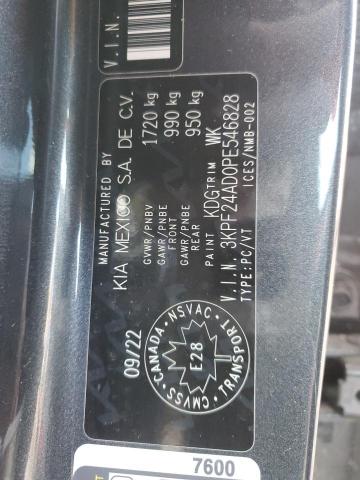 V.I.N.
MANUFACTURED BY
KIA MEXICO S.A. DE C.V.
09/22
GVWR/PNBV 1720 kg
GAWR/PNBE FRONT 990 kg
GAWR/PNBE REAR 950 kg
PAINT KDG TRIM WK
V.I.N. 3KPF24AD0PE546828
TYPE:PC/VT ICES/NMB-002
CANADA NSVAC TRANSPORT CMVSS
E28
7600